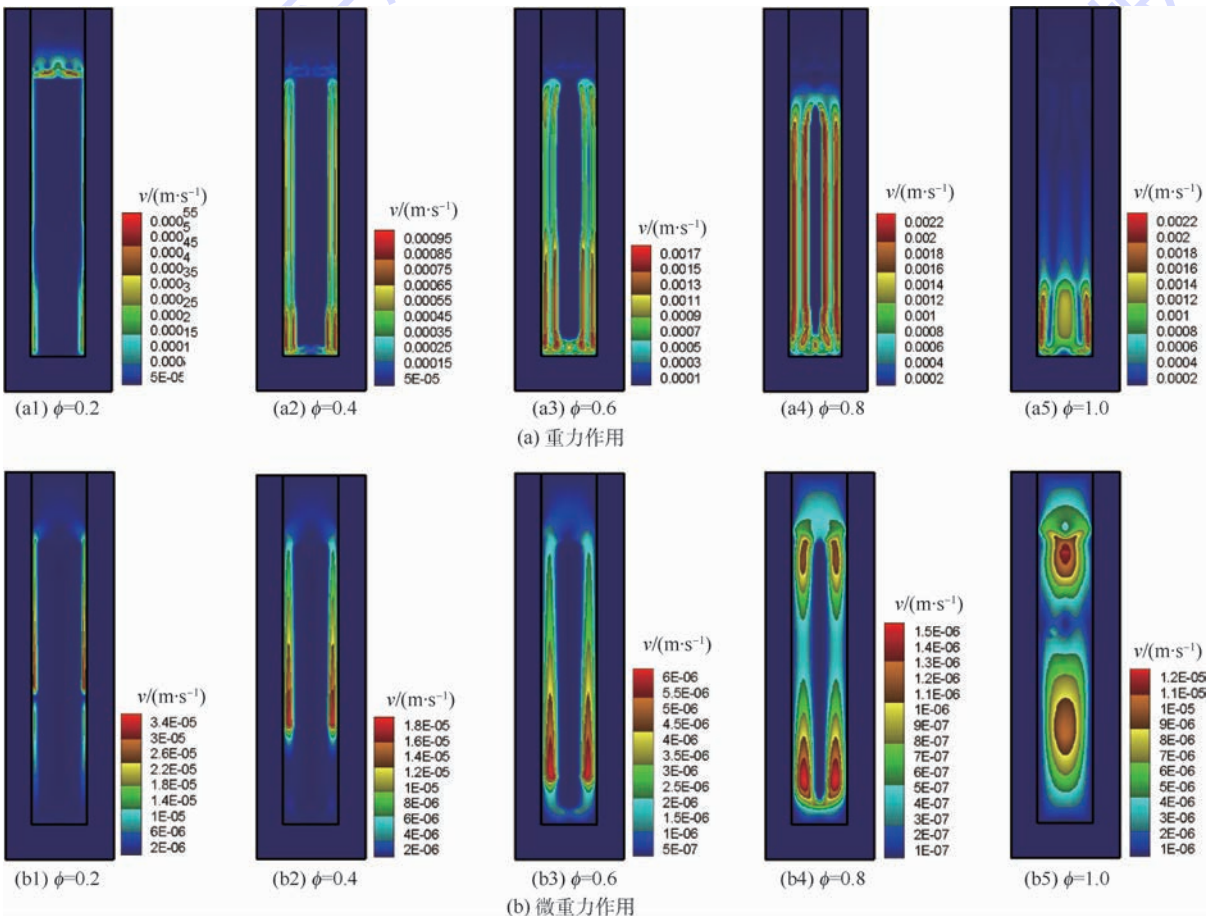 v/(m·s⁻¹)
0.00055
0.0005
0.00045
0.0004
0.00035
0.0003
0.00025
0.0002
0.00015
0.0001
5E-05
(a1) ϕ=0.2
v/(m·s⁻¹)
0.00095
0.00085
0.00075
0.00065
0.00055
0.00045
0.00035
0.00025
0.00015
5E-05
(a2) ϕ=0.4
v/(m·s⁻¹)
0.0017
0.0015
0.0013
0.0011
0.0009
0.0007
0.0005
0.0003
0.0001
(a3) ϕ=0.6
v/(m·s⁻¹)
0.0022
0.002
0.0018
0.0016
0.0014
0.0012
0.001
0.0008
0.0006
0.0004
0.0002
(a4) ϕ=0.8
v/(m·s⁻¹)
0.0022
0.002
0.0018
0.0016
0.0014
0.0012
0.001
0.0008
0.0006
0.0004
0.0002
(a5) ϕ=1.0
(a) 重力作用
v/(m·s⁻¹)
3.4E-05
3E-05
2.6E-05
2.2E-05
1.8E-05
1.4E-05
1E-05
6E-06
2E-06
(b1) ϕ=0.2
v/(m·s⁻¹)
1.8E-05
1.6E-05
1.4E-05
1.2E-05
1E-05
8E-06
6E-06
4E-06
2E-06
(b2) ϕ=0.4
v/(m·s⁻¹)
6E-06
5.5E-06
5E-06
4.5E-06
4E-06
3.5E-06
3E-06
2.5E-06
2E-06
1.5E-06
1E-06
5E-07
(b3) ϕ=0.6
v/(m·s⁻¹)
1.5E-06
1.4E-06
1.3E-06
1.2E-06
1.1E-06
1E-06
9E-07
8E-07
7E-07
6E-07
5E-07
4E-07
3E-07
2E-07
1E-07
(b4) ϕ=0.8
v/(m·s⁻¹)
1.2E-05
1.1E-05
1E-05
9E-06
8E-06
7E-06
6E-06
5E-06
4E-06
3E-06
2E-06
1E-06
(b5) ϕ=1.0
(b) 微重力作用